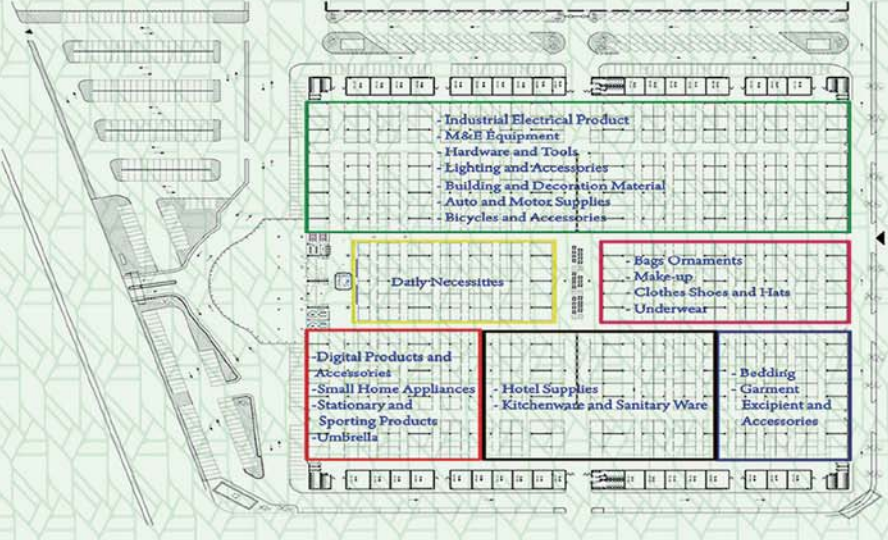 - Industrial Electrical Product
- M&E Equipment
- Hardware and Tools
- Lighting and Accessories
- Building and Decoration Material
- Auto and Motor Supplies
- Bicycles and Accessories
Daily Necessities
- Bags Ornaments
- Make-up
Clothes Shoes and Hats
- Underwear
-Digital Products and
Accessories
-Small Home Appliances
-Stationary and
Sporting Products
-Umbrella
- Hotel Supplies
- Kitchenware and Sanitary Ware
- Bedding
- Garment
Excipient and
Accessories